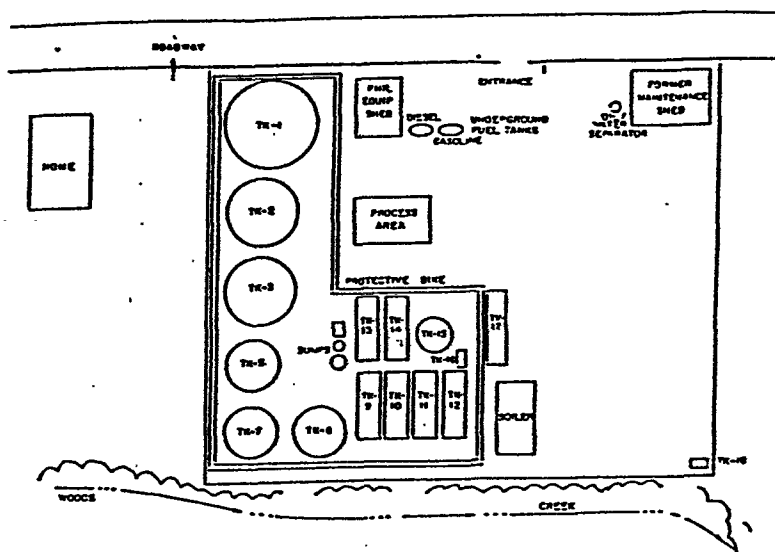 ROADWAY
ENTRANCE
TK-1
EQUIP
SHED
DIESEL
GASOLINE
UNDERGROUND
FUEL TANKS
FORMER
MAINTENANCE
SHED
OIL/
WATER
SEPARATOR
HOME
TK-2
PROCESS
AREA
TK-3
PROTECTIVE DIKE
TK-
13
TK-
14
TK-15
TK-
17
SUMPS
TK-16
TK-5
TK-
9
TK-
10
TK-
11
TK-
12
BOILER
TK-7
TK-6
TK-18
WOODS
CREEK